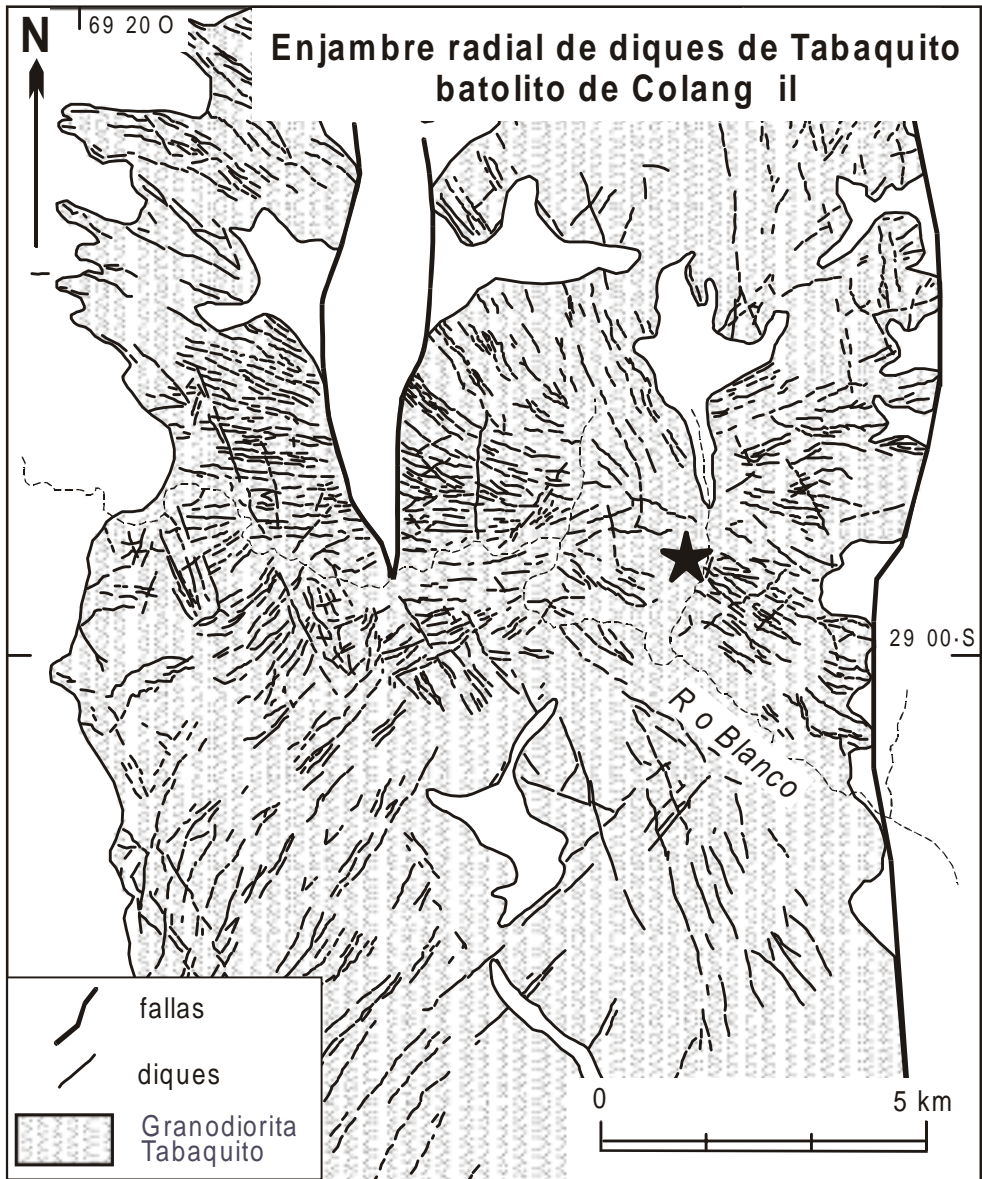 N
69 20 O
Enjambre radial de diques de Tabaquito
batolito de Colang il
29 00·S
R o Blanco
fallas
diques
Granodiorita
Tabaquito
0
5 km